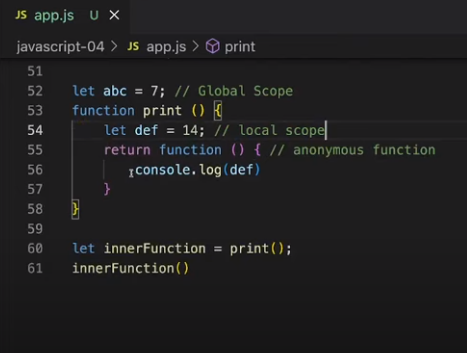 JS app.js U ×
javascript-04 > JS app.js > print
51
52 let abc = 7; // Global Scope
53 function print () {
54 let def = 14; // local scope
55 return function () { // anonymous function
56 console.log(def)
57 }
58 }
59
60 let innerFunction = print();
61 innerFunction()